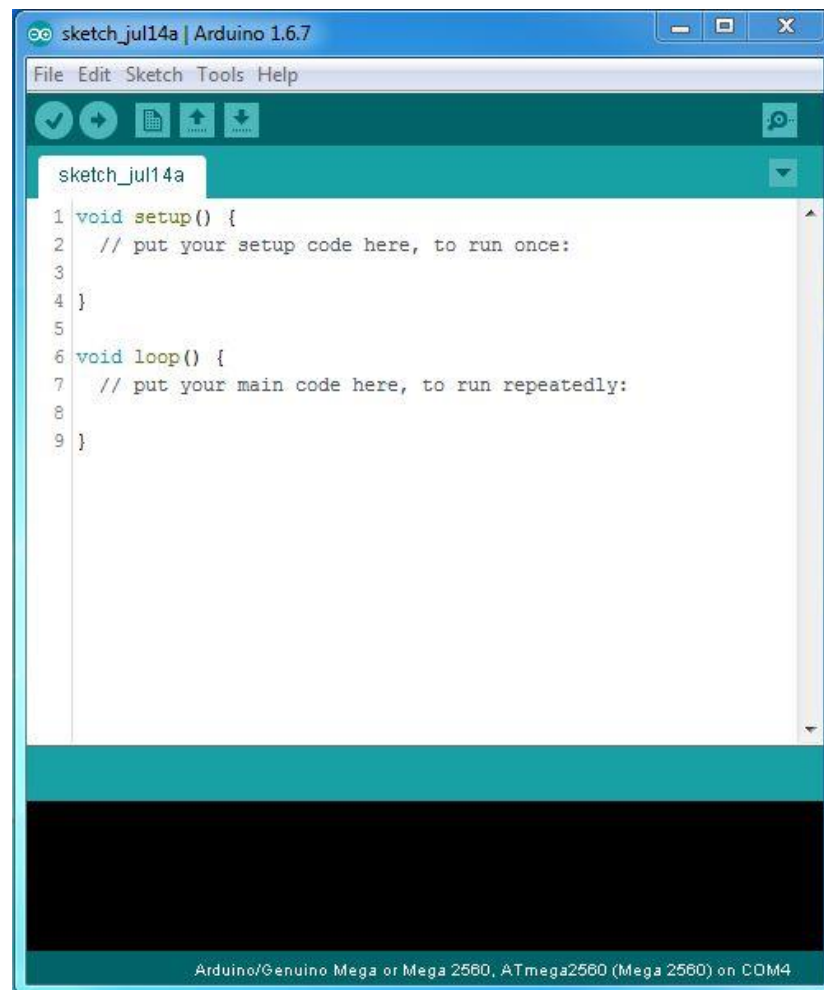 sketch_jul14a | Arduino 1.6.7
File Edit Sketch Tools Help
sketch_jul14a
1 void setup() {
2   // put your setup code here, to run once:
3
4 }
5
6 void loop() {
7   // put your main code here, to run repeatedly:
8
9 }
Arduino/Genuino Mega or Mega 2560, ATmega2560 (Mega 2560) on COM4